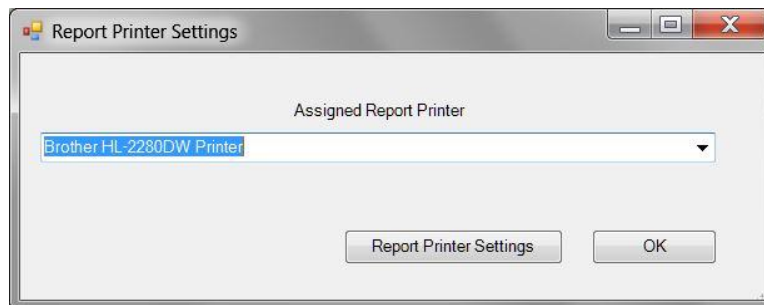 Report Printer Settings
Assigned Report Printer
Brother HL-2280DW Printer
Report Printer Settings
OK